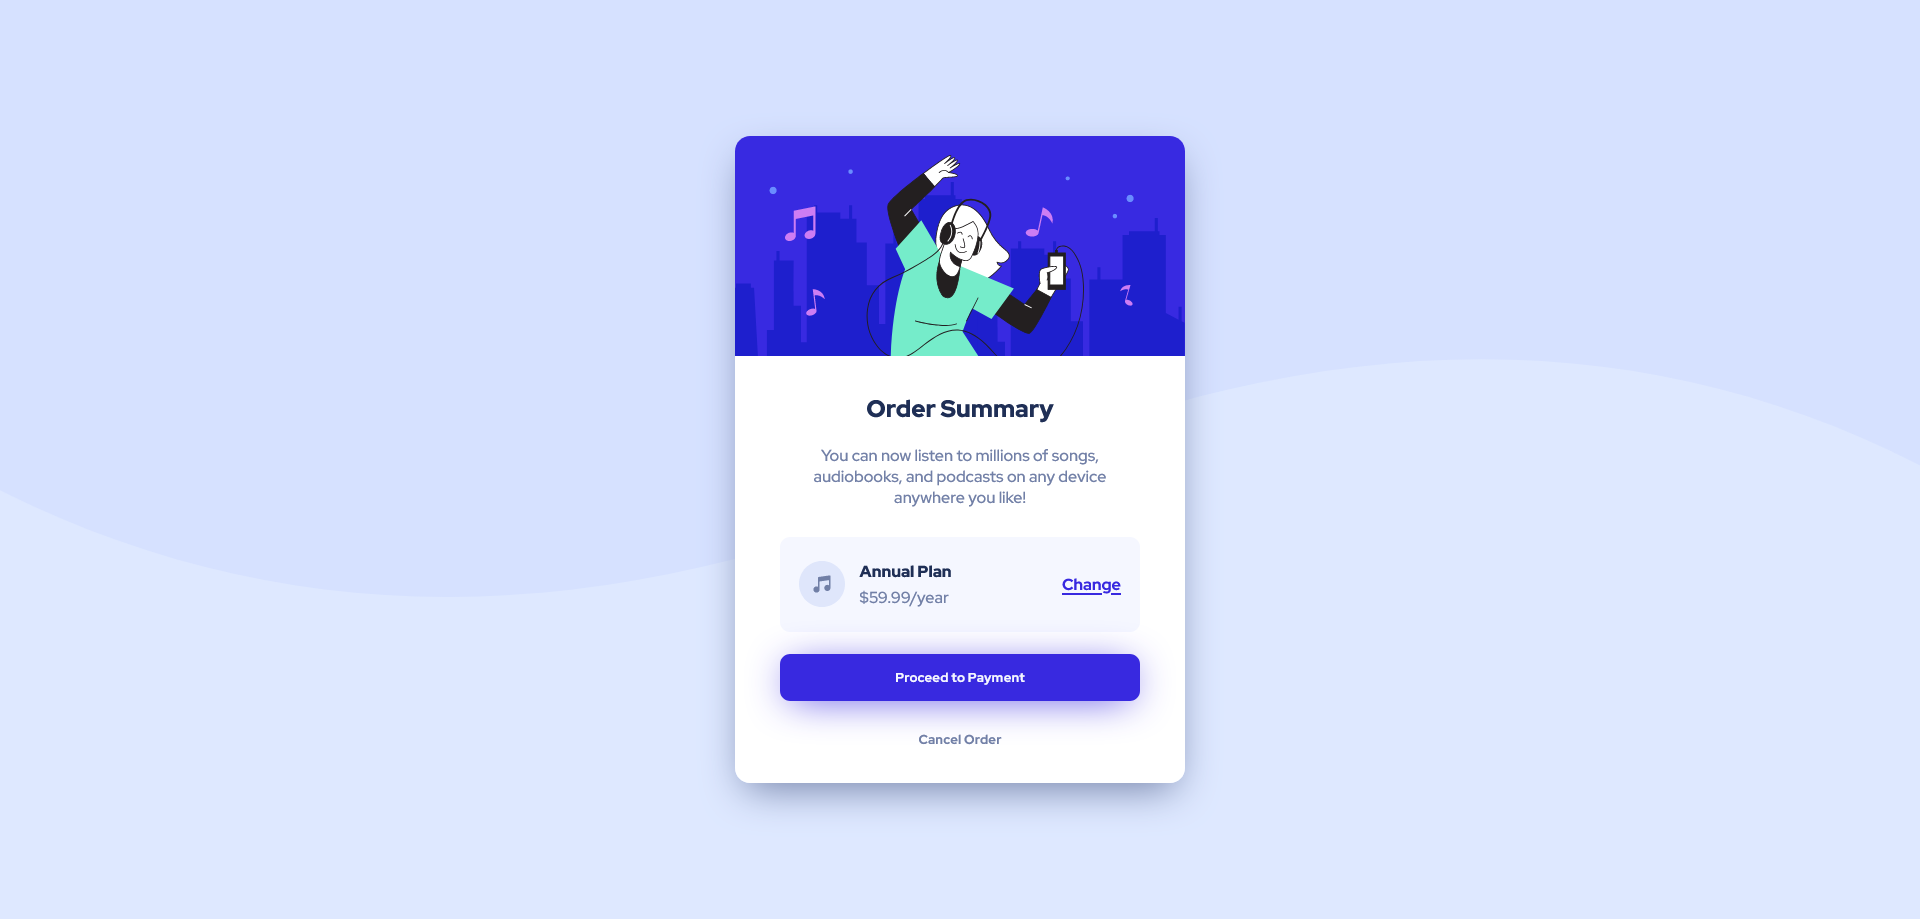 Order Summary
You can now listen to millions of songs,
audiobooks, and podcasts on any device
anywhere you like!
Annual Plan
$59.99/year
Change
Proceed to Payment
Cancel Order